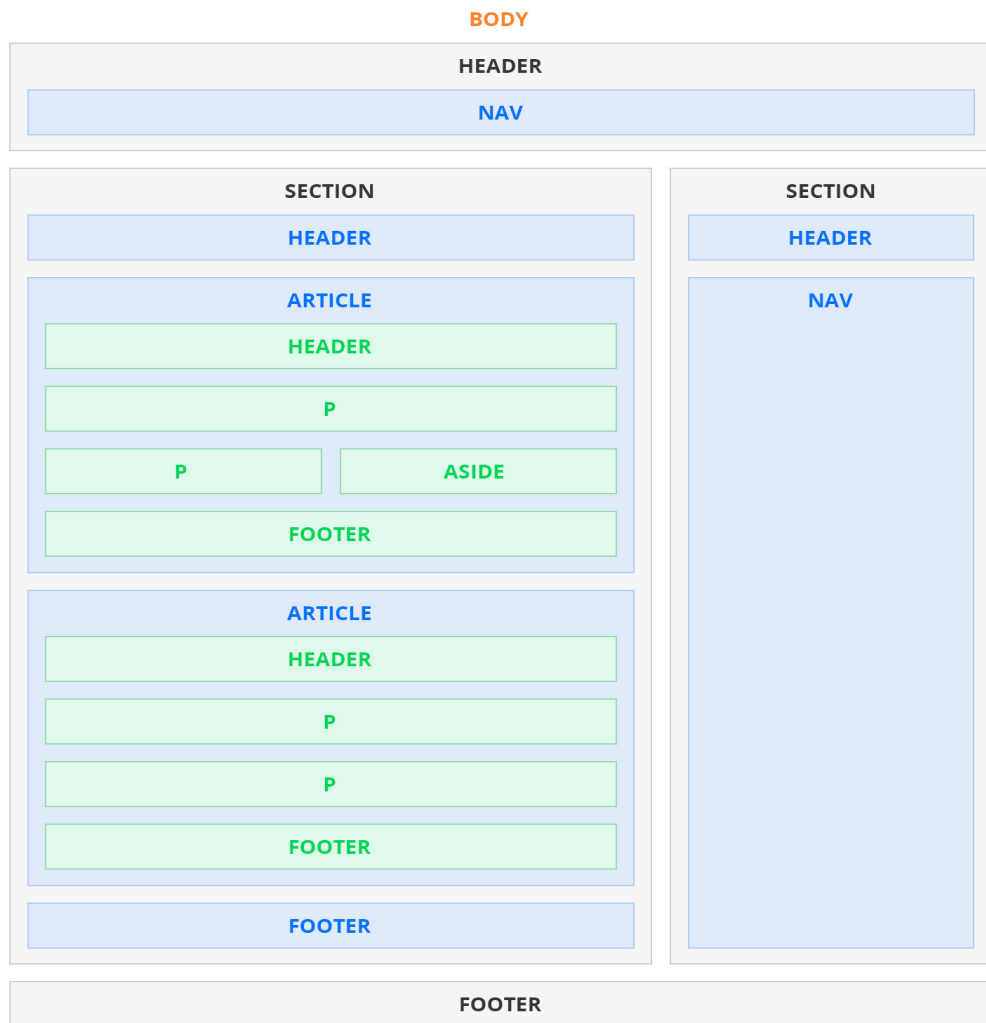 BODY
HEADER
NAV
SECTION
HEADER
ARTICLE
HEADER
P
P
ASIDE
FOOTER
ARTICLE
HEADER
P
P
FOOTER
FOOTER
SECTION
HEADER
NAV
FOOTER